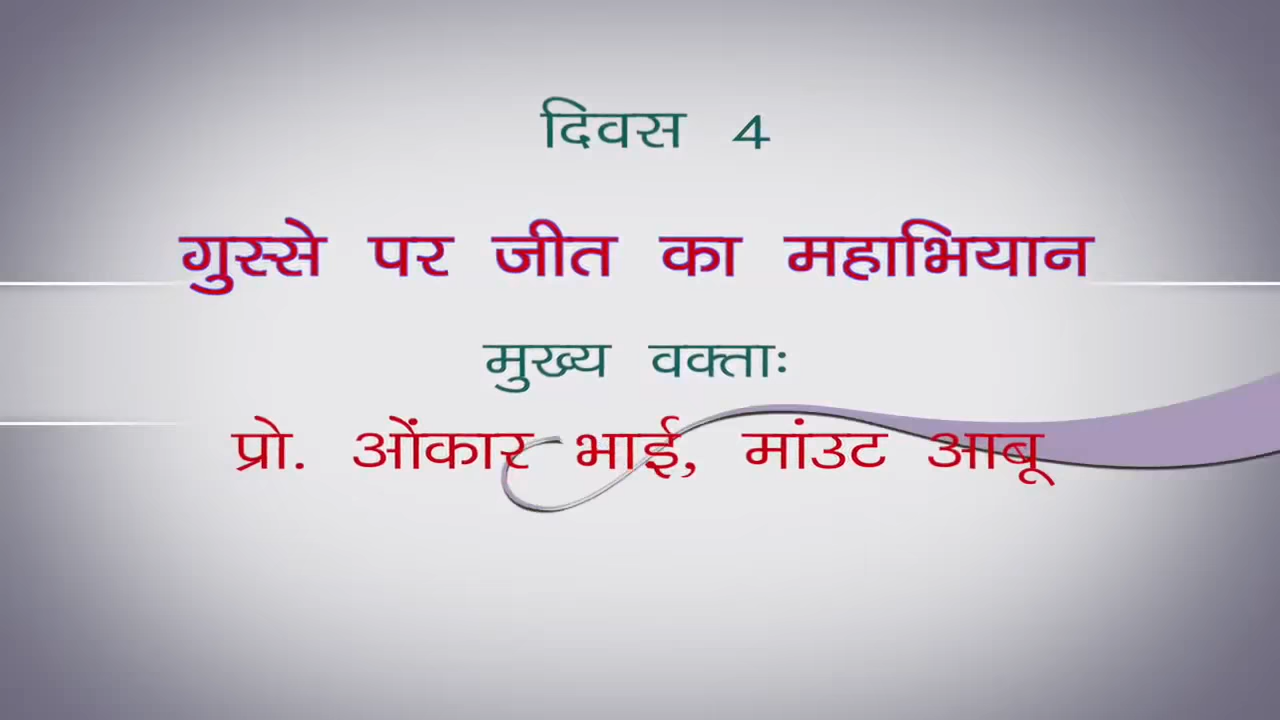 दिवस 4
गुस्से पर जीत का महाभियान
मुख्य वक्ताः
प्रो. ओंकार भाई, मांउट आबू